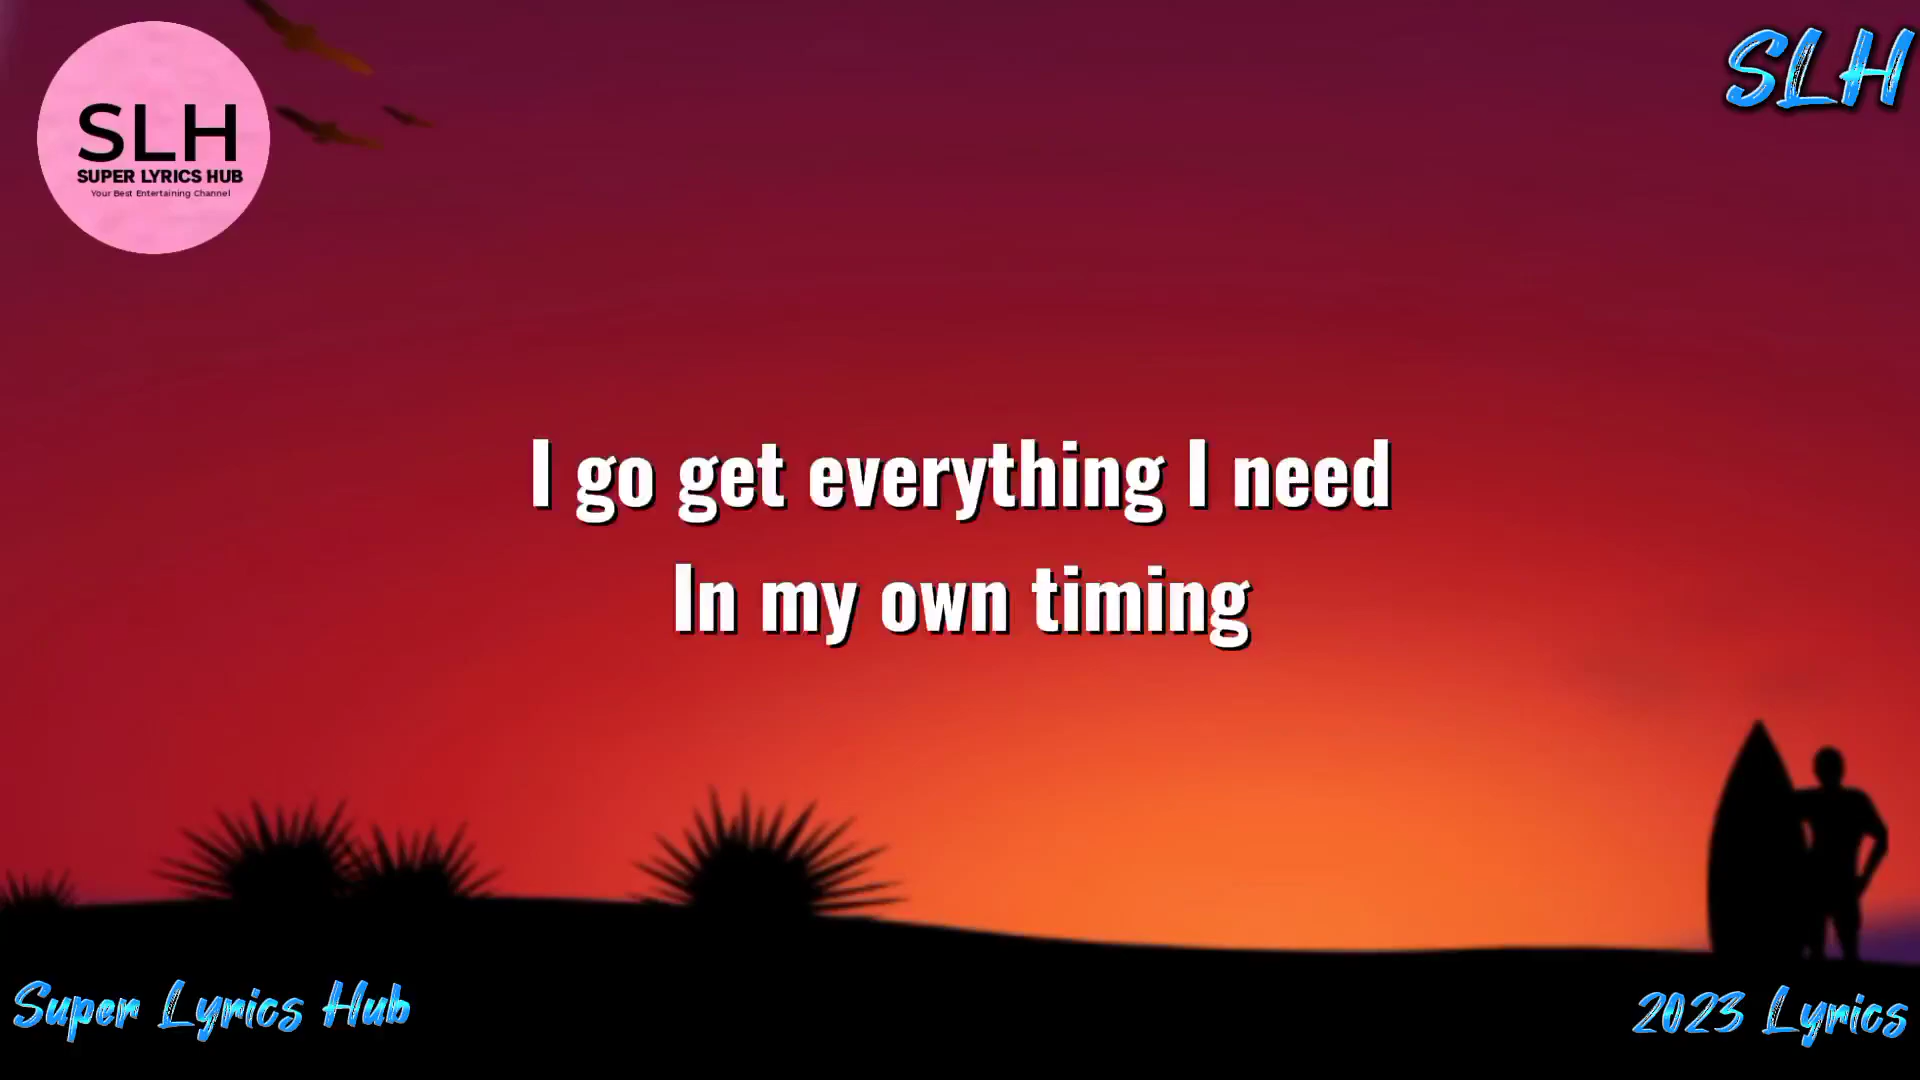 SLH
SUPER LYRICS HUB
Your Best Entertaining Channel
SLH
I go get everything I need
In my own timing
Super Lyrics Hub
2023 Lyrics